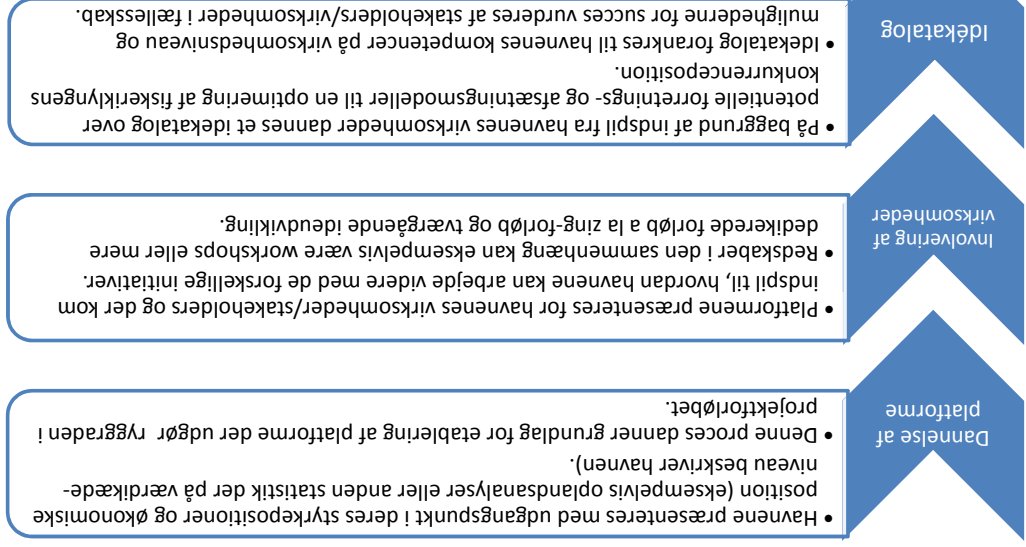 Dannelse af
platforme
• Havnene præsenteres med udgangspunkt i deres styrkepositioner og økonomiske
position (eksempelvis oplandsanalyser eller anden statistik der på værdikæde-
niveau beskriver havnen).
• Denne proces danner grundlag for etablering af platforme der udgør rygraden i
projektforløbet.
Involvering af
virksomheder
• Platformene præsenteres for havnenes virksomheder/stakeholders og der kom
indspil til, hvordan havnene kan arbejde videre med de forskellige initiativer.
• Redskaber i den sammenhæng kan eksempelvis være workshops eller mere
dedikerede forløb a la zing-forløb og tværgående ideudvikling.
Idékatalog
• På baggrund af indspil fra havnenes virksomheder dannes et idekatalog over
potentielle forretnings- og afsætningsmodeller til en optimering af fiskeriklyngens
konkurrenceposition.
• Idekatalog forankres til havnenes kompetencer på virksomhedsniveau og
mulighederne for succes vurderes af stakeholders/virksomheder i fællesskab.